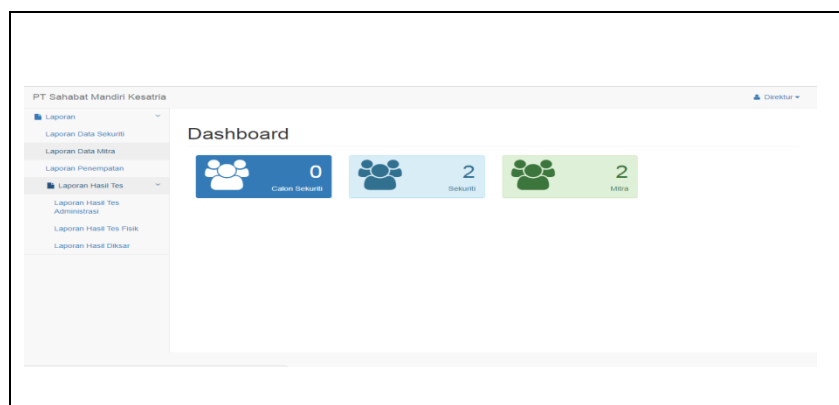 PT Sahabat Mandiri Kesatria
Direktur
Laporan
Laporan Data Sekuriti
Laporan Data Mitra
Laporan Penempatan
Laporan Hasil Tes
Laporan Hasil Tes
Administrasi
Laporan Hasil Tes Fisik
Laporan Hasil Diksar
Dashboard
0
Calon Sekuriti
2
Sekuriti
2
Mitra